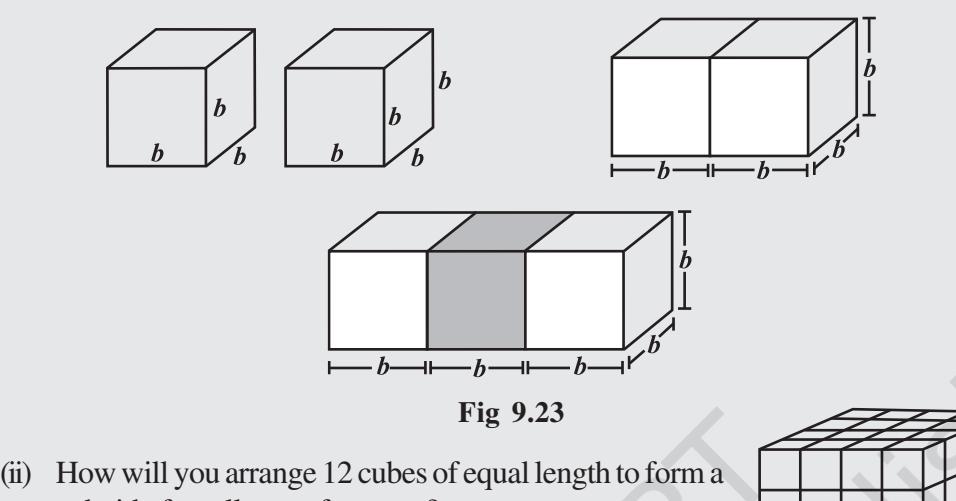 b b b
b b b b
b b b b
b b b b b
Fig 9.23
(ii) How will you arrange 12 cubes of equal length to form a